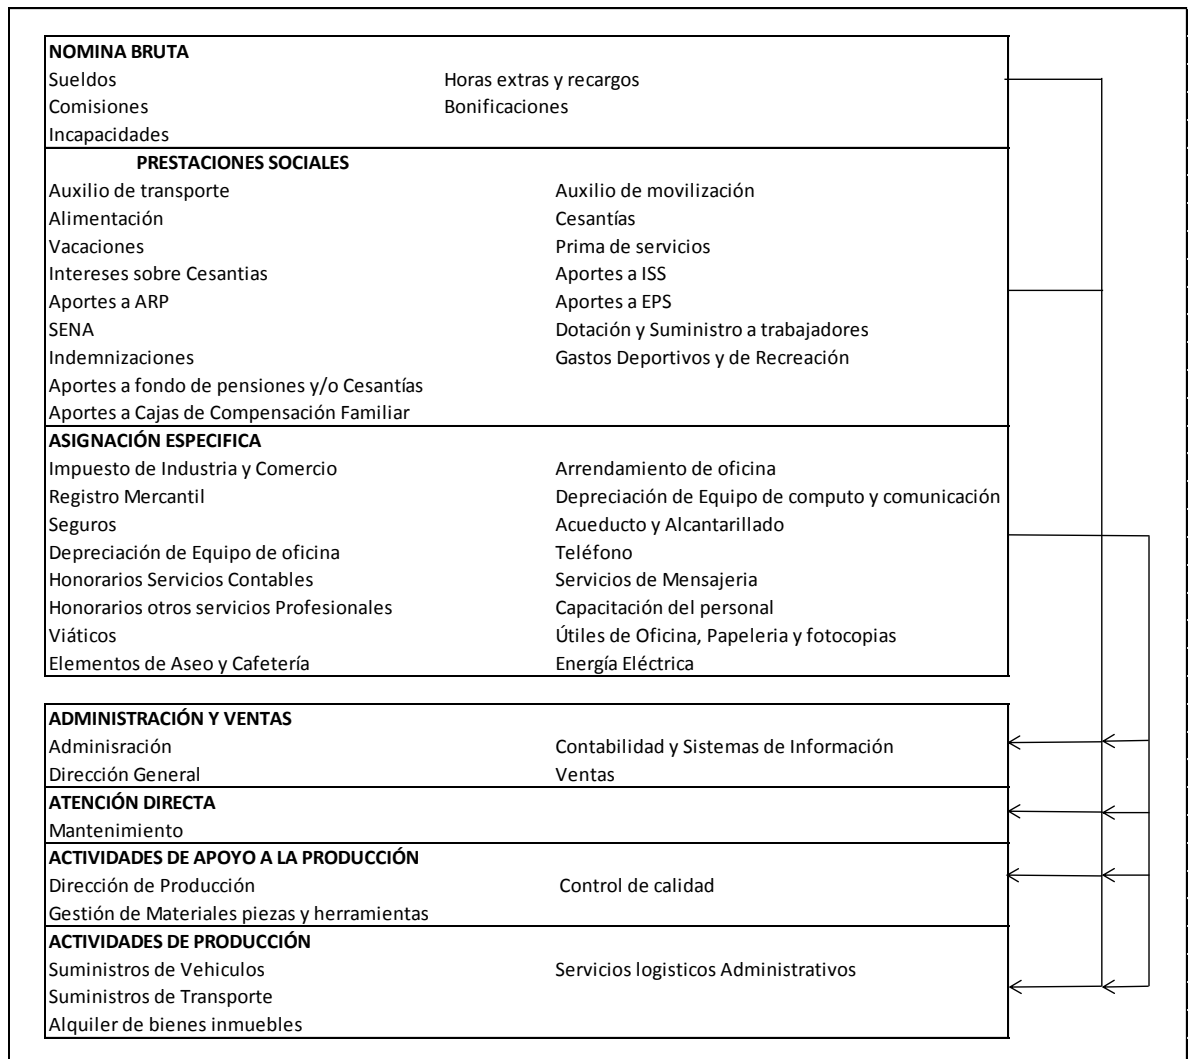 NOMINA BRUTA
Sueldos Horas extras y recargos
Comisiones Bonificaciones
Incapacidades
PRESTACIONES SOCIALES
Auxilio de transporte Auxilio de movilización
Alimentación Cesantías
Vacaciones Prima de servicios
Intereses sobre Cesantias Aportes a ISS
Aportes a ARP Aportes a EPS
SENA Dotación y Suministro a trabajadores
Indemnizaciones Gastos Deportivos y de Recreación
Aportes a fondo de pensiones y/o Cesantías
Aportes a Cajas de Compensación Familiar
ASIGNACIÓN ESPECIFICA
Impuesto de Industria y Comercio Arrendamiento de oficina
Registro Mercantil Depreciación de Equipo de computo y comunicación
Seguros Acueducto y Alcantarillado
Depreciación de Equipo de oficina Teléfono
Honorarios Servicios Contables Servicios de Mensajeria
Honorarios otros servicios Profesionales Capacitación del personal
Viáticos Útiles de Oficina, Papeleria y fotocopias
Elementos de Aseo y Cafetería Energía Eléctrica
ADMINISTRACIÓN Y VENTAS
Adminisración Contabilidad y Sistemas de Información
Dirección General Ventas
ATENCIÓN DIRECTA
Mantenimiento
ACTIVIDADES DE APOYO A LA PRODUCCIÓN
Dirección de Producción Control de calidad
Gestión de Materiales piezas y herramientas
ACTIVIDADES DE PRODUCCIÓN
Suministros de Vehiculos Servicios logisticos Administrativos
Suministros de Transporte
Alquiler de bienes inmuebles